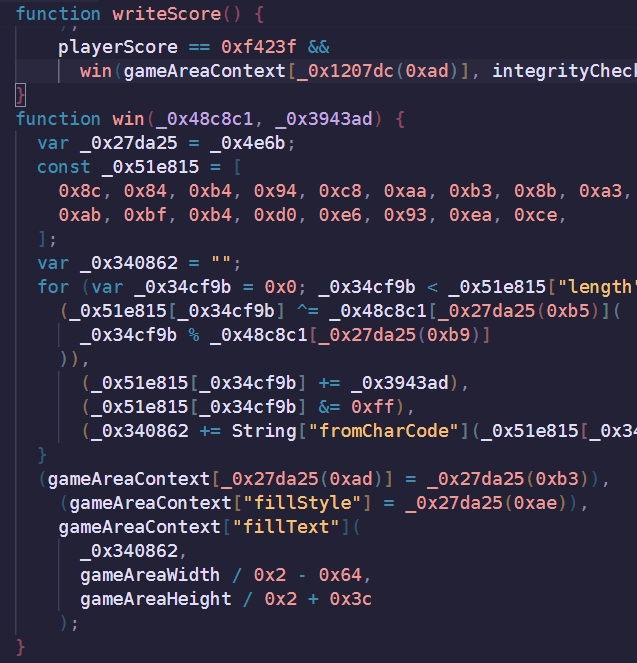 function writeScore() {
playerScore == 0xf423f &&
win(gameAreaContext[_0x1207dc(0xad)], integrityChec
}
function win(_0x48c8c1, _0x3943ad) {
var _0x27da25 = _0x4e6b;
const _0x51e815 = [
0x8c, 0x84, 0xb4, 0x94, 0xc8, 0xaa, 0xb3, 0x8b, 0xa3,
0xab, 0xbf, 0xb4, 0xd0, 0xe6, 0x93, 0xea, 0xce,
];
var _0x340862 = "";
for (var _0x34cf9b = 0x0; _0x34cf9b < _0x51e815["length"
(_0x51e815[_0x34cf9b] ^= _0x48c8c1[_0x27da25(0xb5)](
_0x34cf9b % _0x48c8c1[_0x27da25(0xb9)]
)),
(_0x51e815[_0x34cf9b] += _0x3943ad),
(_0x51e815[_0x34cf9b] &= 0xff),
(_0x340862 += String["fromCharCode"](_0x51e815[_0x34
}
(gameAreaContext[_0x27da25(0xad)] = _0x27da25(0xb3)),
(gameAreaContext["fillStyle"] = _0x27da25(0xae)),
gameAreaContext["fillText"](
_0x340862,
gameAreaWidth / 0x2 - 0x64,
gameAreaHeight / 0x2 + 0x3c
);
}